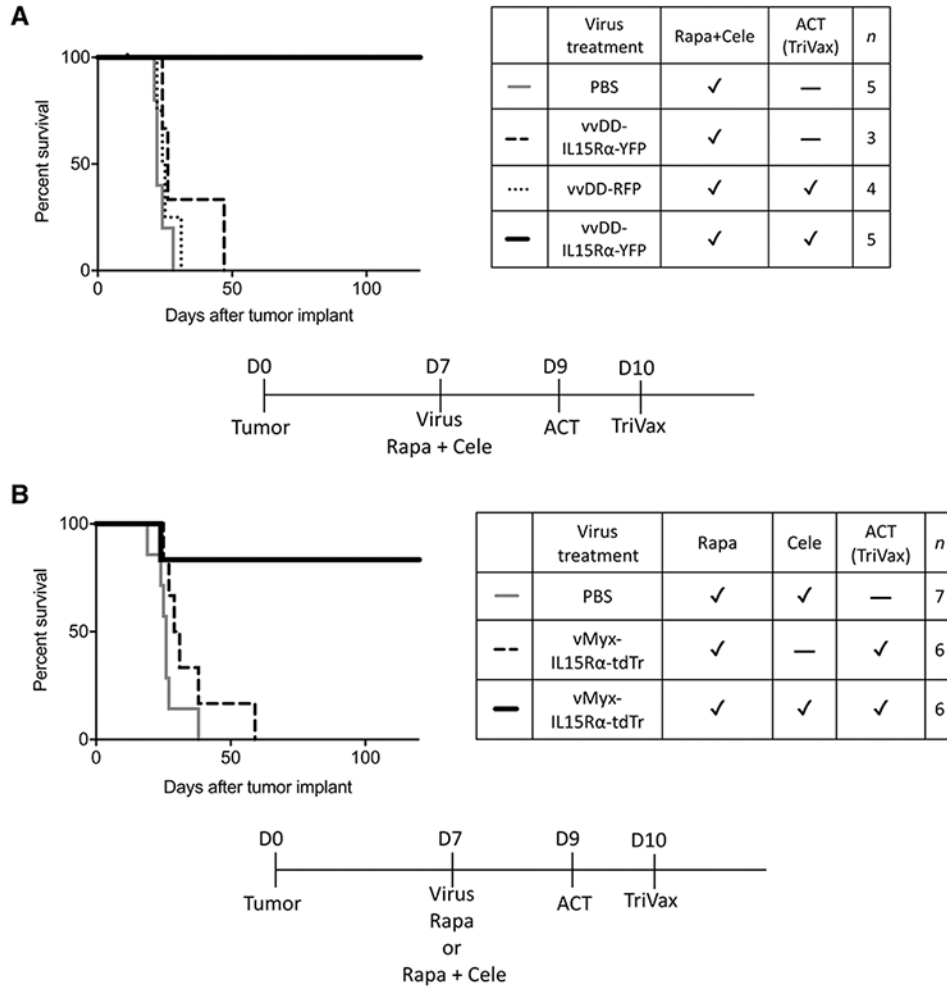 A
Percent survival
100
50
0
0 50 100
Days after tumor implant
Virus treatment Rapa+Cele ACT (TriVax) n
PBS ✓ — 5
vvDD-IL15Rα-YFP ✓ — 3
vvDD-RFP ✓ ✓ 4
vvDD-IL15Rα-YFP ✓ ✓ 5
D0 D7 D9 D10
Tumor Virus ACT TriVax
Rapa + Cele
B
Percent survival
100
50
0
0 50 100
Days after tumor implant
Virus treatment Rapa Cele ACT (TriVax) n
PBS ✓ ✓ — 7
vMyx-IL15Rα-tdTr ✓ — ✓ 6
vMyx-IL15Rα-tdTr ✓ ✓ ✓ 6
D0 D7 D9 D10
Tumor Virus ACT TriVax
Rapa
or
Rapa + Cele